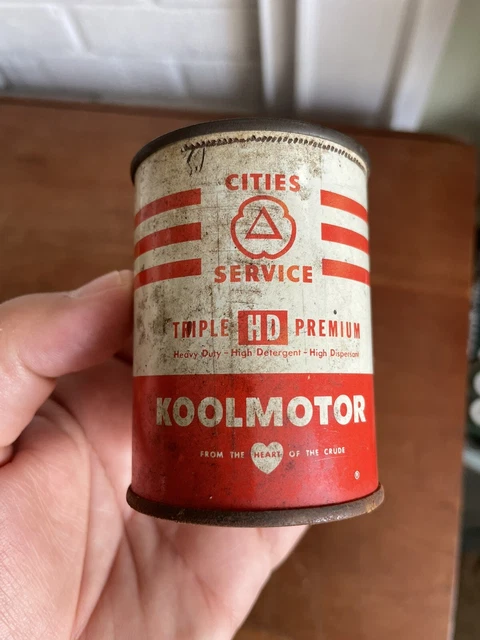 CITIES
SERVICE
TRIPLE HD PREMIUM
Heavy Duty - High Detergent - High Dispersant
KOOLMOTOR
FROM THE HEART OF THE CRUDE
®